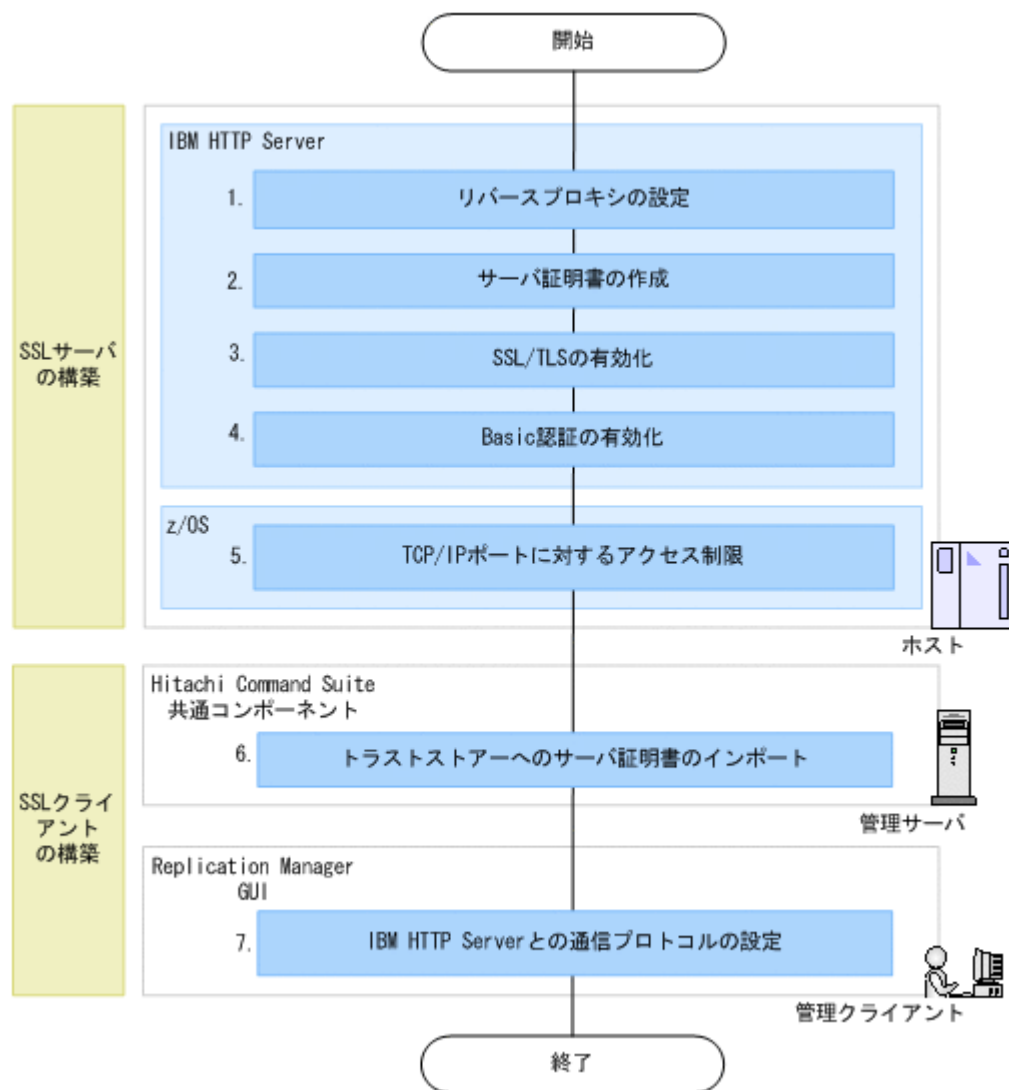 開始
SSLサーバ
の構築
IBM HTTP Server
1. リバースプロキシの設定
2. サーバ証明書の作成
3. SSL/TLSの有効化
4. Basic認証の有効化
z/OS
5. TCP/IPポートに対するアクセス制限
ホスト
SSLクライ
アント
の構築
Hitachi Command Suite
共通コンポーネント
6. トラストストアーへのサーバ証明書のインポート
管理サーバ
Replication Manager
GUI
7. IBM HTTP Serverとの通信プロトコルの設定
管理クライアント
終了